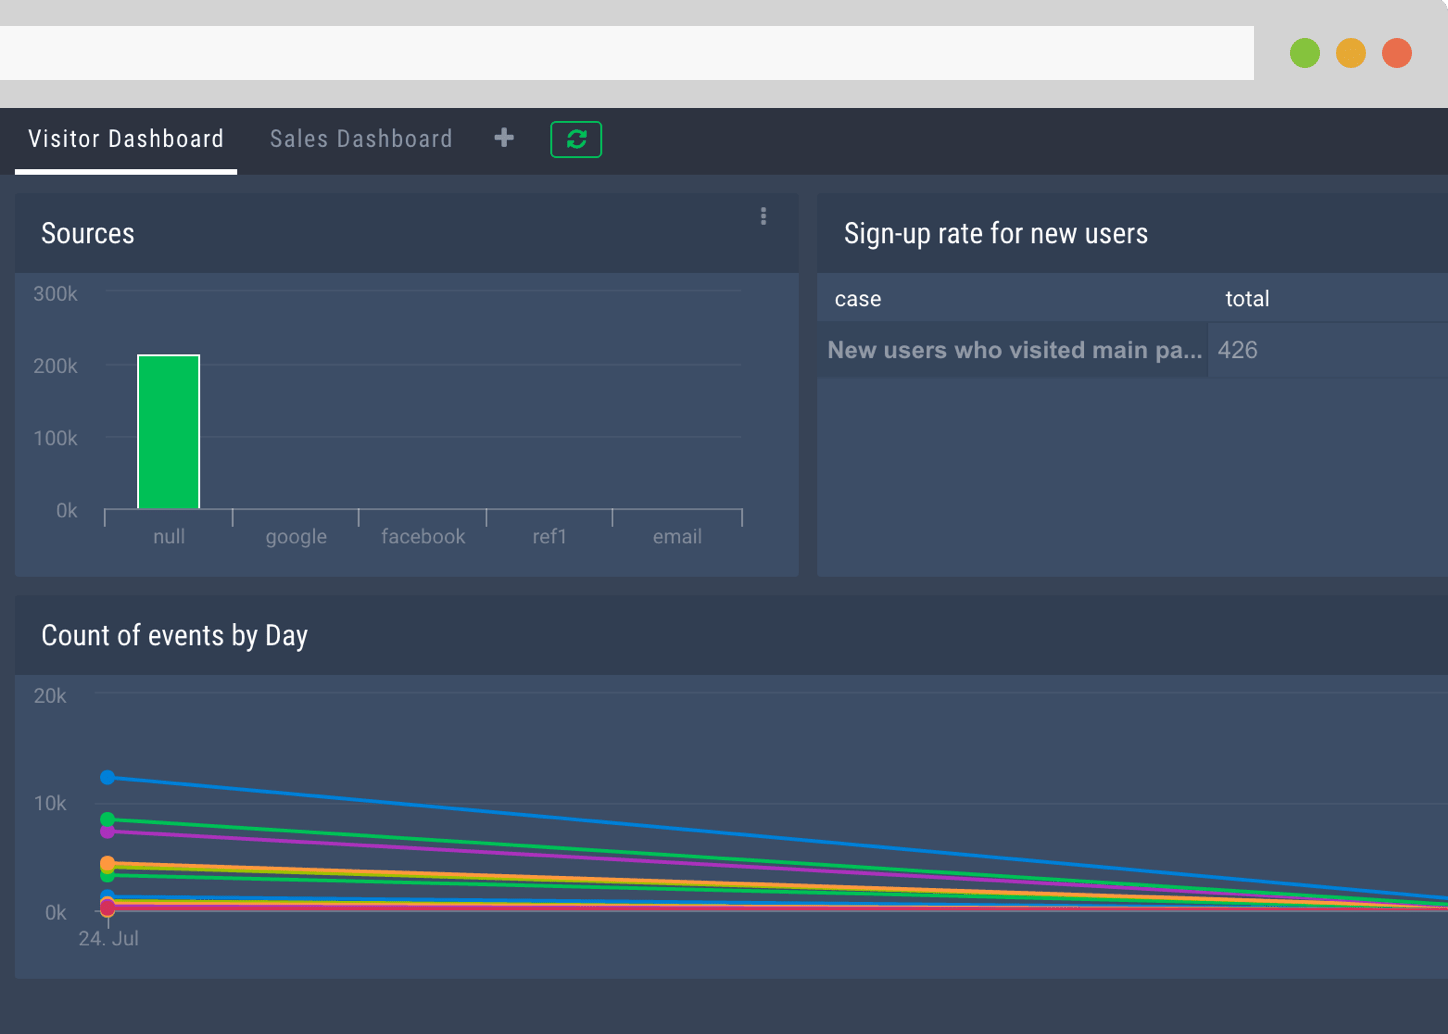 Visitor Dashboard
Sales Dashboard
Sources
300k
200k
100k
0k
null google facebook ref1 email
Sign-up rate for new users
case total
New users who visited main pa... 426
Count of events by Day
20k
10k
0k
24. Jul